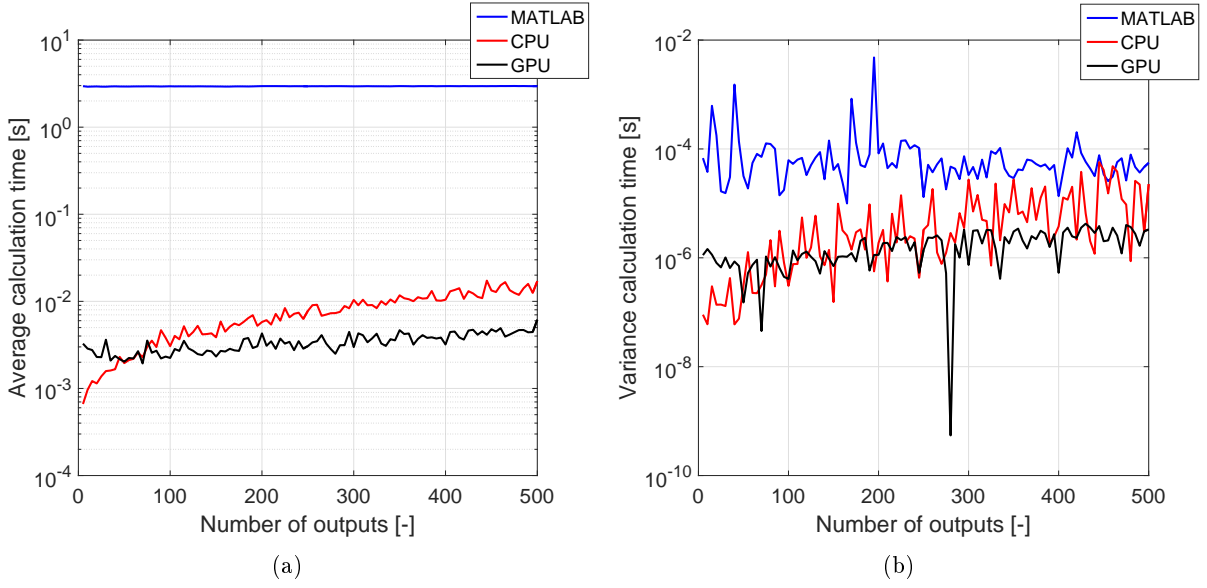 MATLAB
CPU
GPU
10^1
10^0
10^-1
10^-2
10^-3
10^-4
Average calculation time [s]
0 100 200 300 400 500
Number of outputs [-]
(a)
MATLAB
CPU
GPU
10^-2
10^-4
10^-6
10^-8
10^-10
Variance calculation time [s]
0 100 200 300 400 500
Number of outputs [-]
(b)